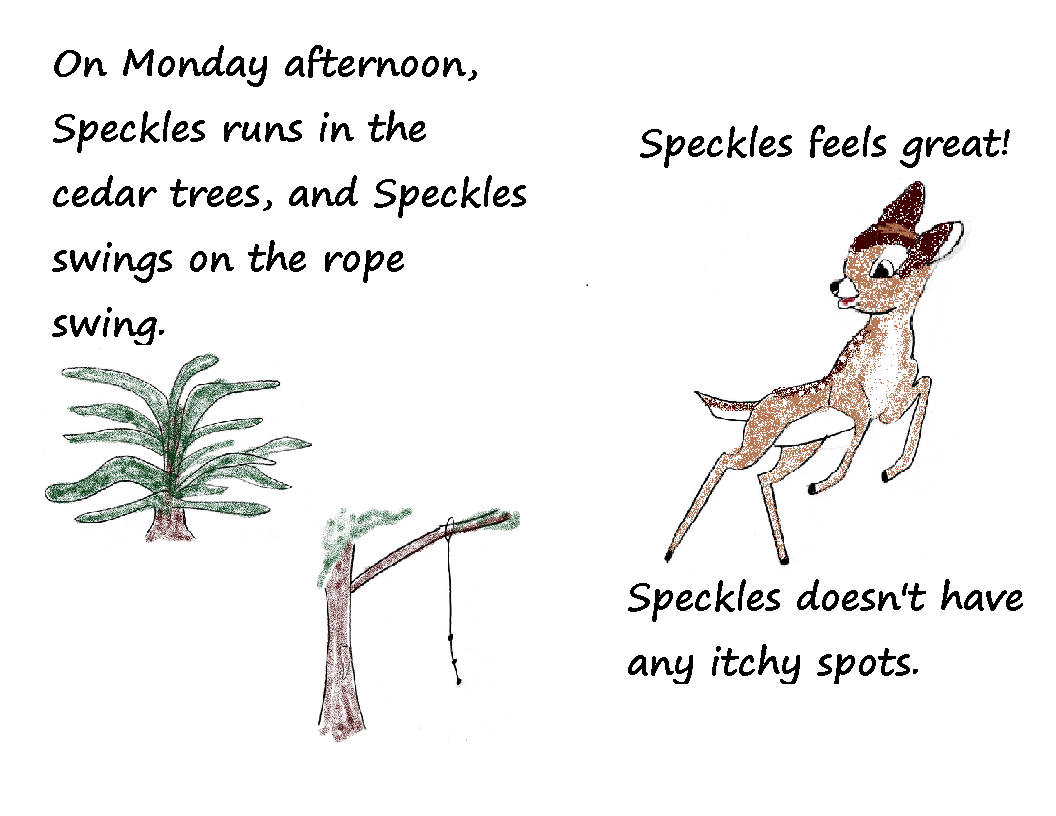 On Monday afternoon,
Speckles runs in the
cedar trees, and Speckles
swings on the rope
swing.
Speckles feels great!
Speckles doesn't have
any itchy spots.